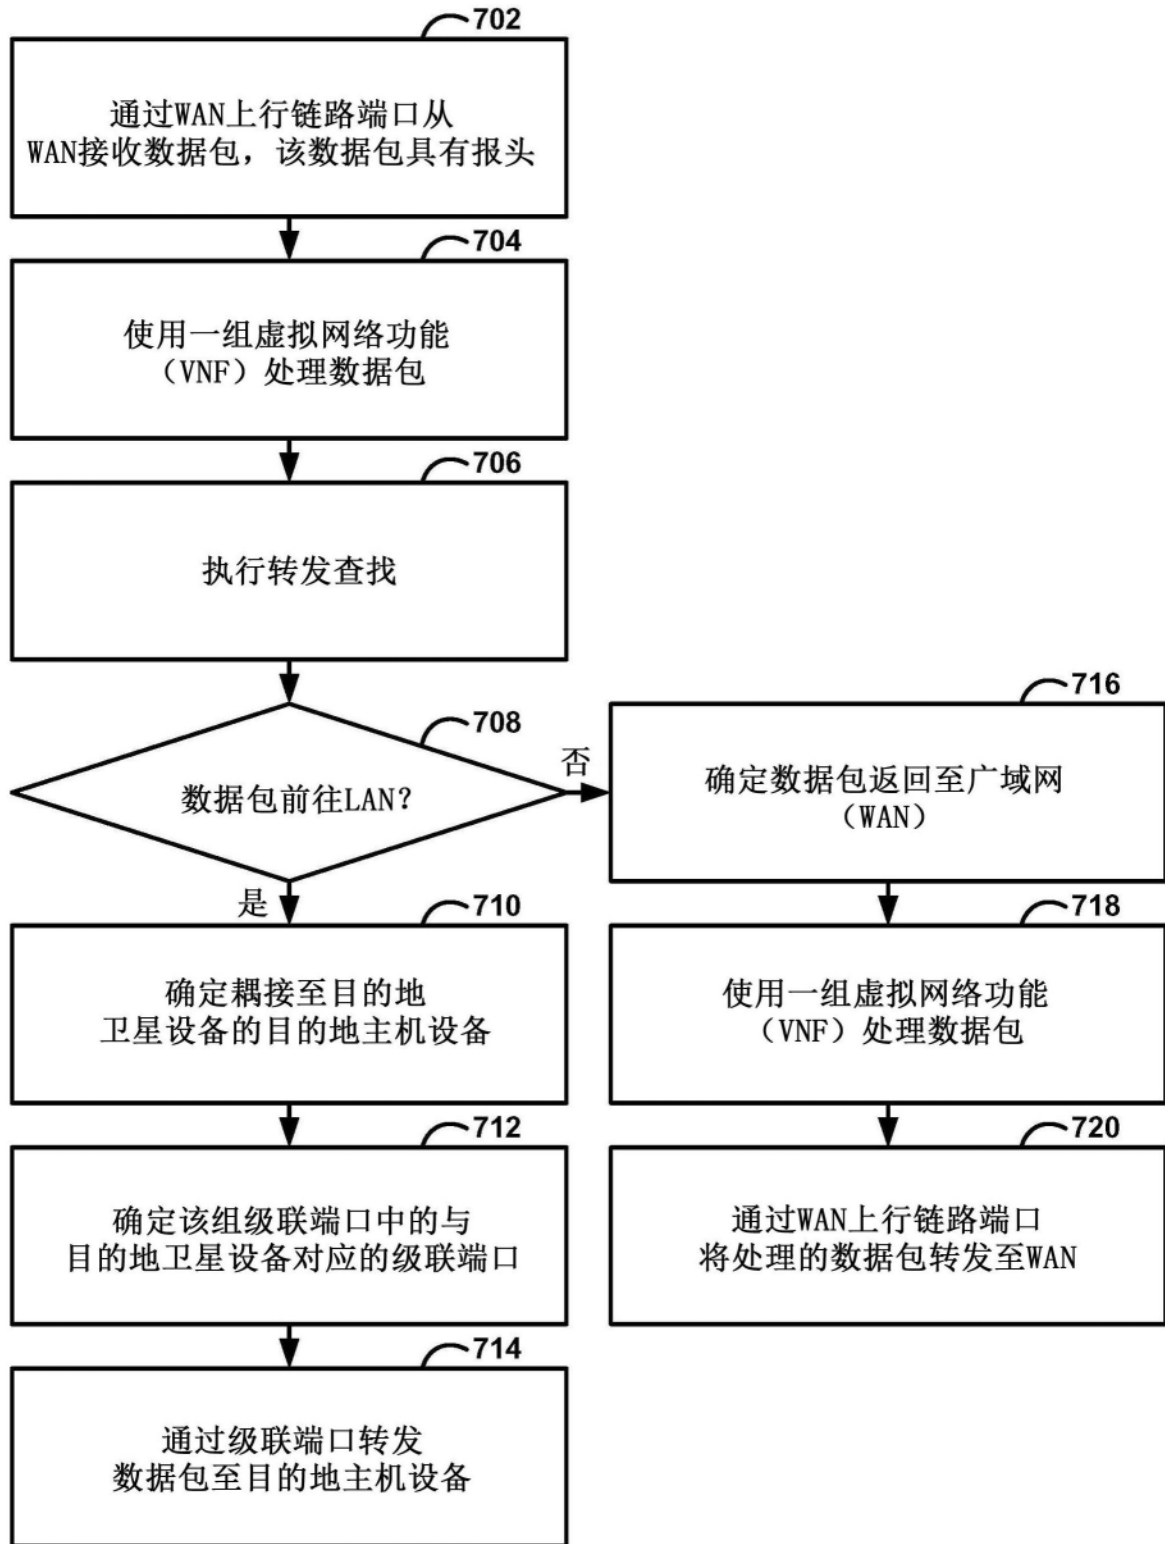 702
通过WAN上行链路端口从
WAN接收数据包，该数据包具有报头
704
使用一组虚拟网络功能
（VNF）处理数据包
706
执行转发查找
708
数据包前往LAN？
否
是
710
确定耦接至目的地
卫星设备的目的地主机设备
712
确定该组级联端口中的与
目的地卫星设备对应的级联端口
714
通过级联端口转发
数据包至目的地主机设备
716
确定数据包返回至广域网
（WAN）
718
使用一组虚拟网络功能
（VNF）处理数据包
720
通过WAN上行链路端口
将处理的数据包转发至WAN